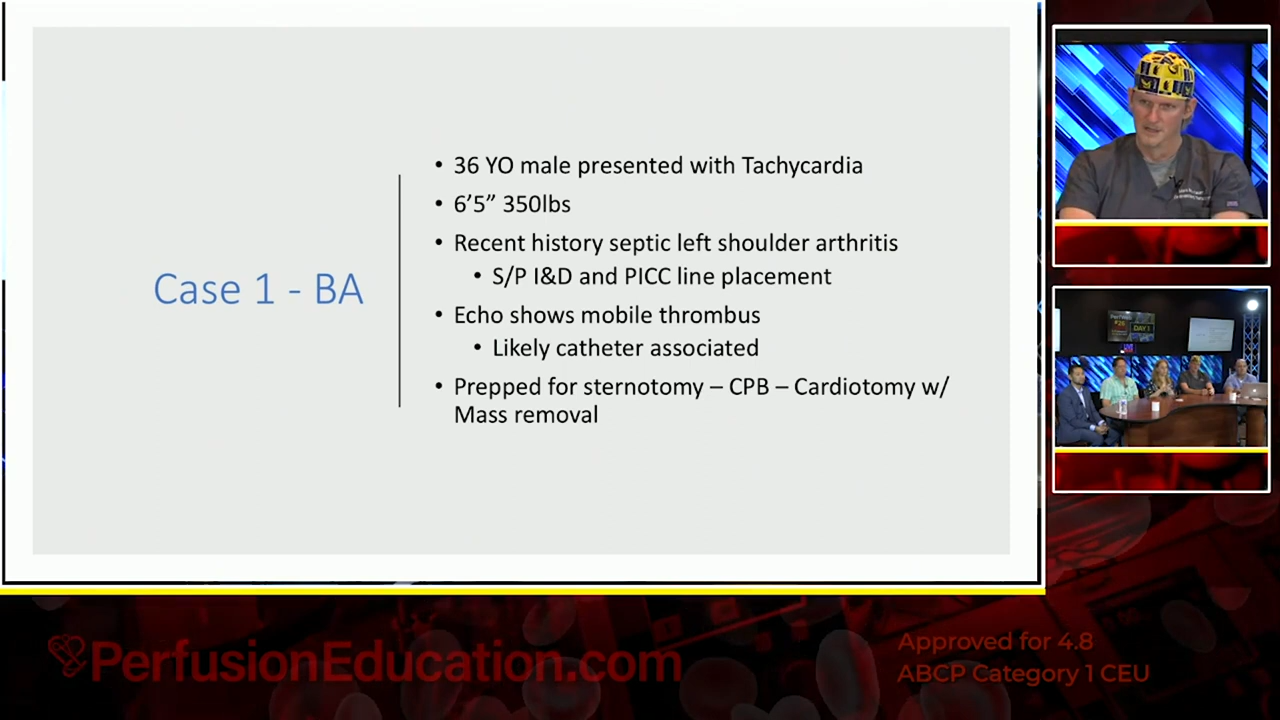 Case 1 - BA
• 36 YO male presented with Tachycardia
• 6’5” 350lbs
• Recent history septic left shoulder arthritis
• S/P I&D and PICC line placement
• Echo shows mobile thrombus
• Likely catheter associated
• Prepped for sternotomy – CPB – Cardiotomy w/
Mass removal
DAY 1
PerfusionEducation.com
Approved for 4.8
ABCP Category 1 CEU